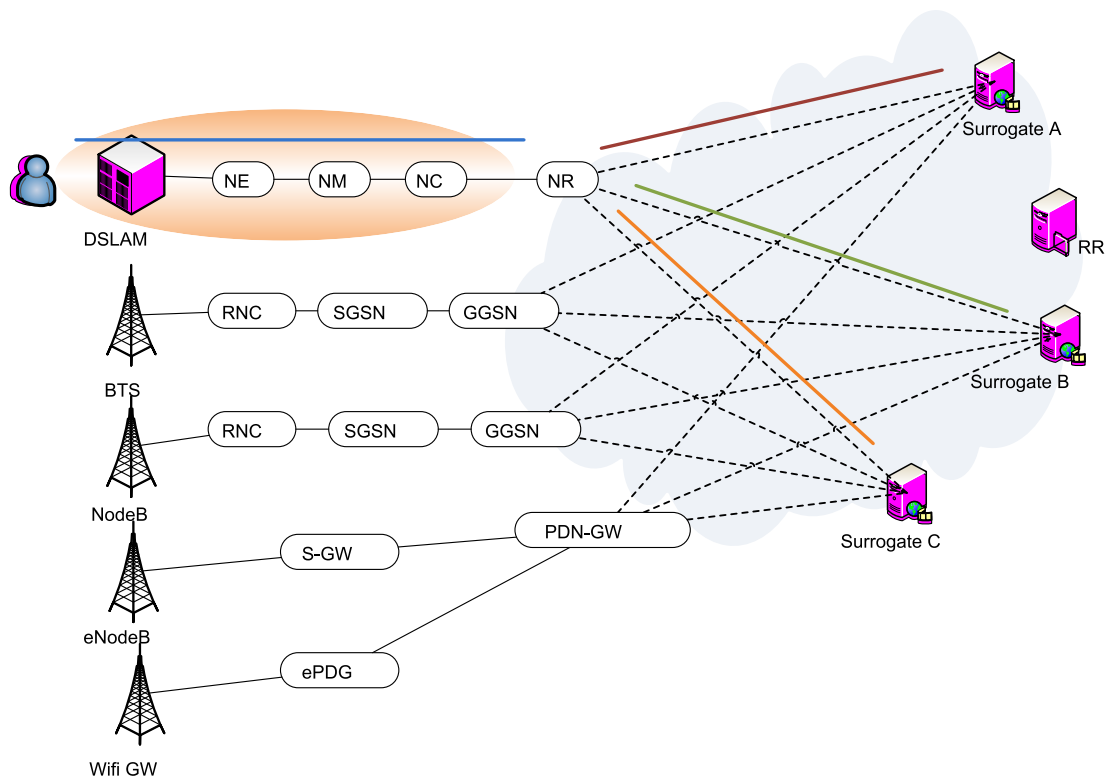 Surrogate A
NE
NM
NC
NR
DSLAM
RR
RNC
SGSN
GGSN
Surrogate B
BTS
RNC
SGSN
GGSN
NodeB
PDN-GW
Surrogate C
S-GW
eNodeB
ePDG
Wifi GW